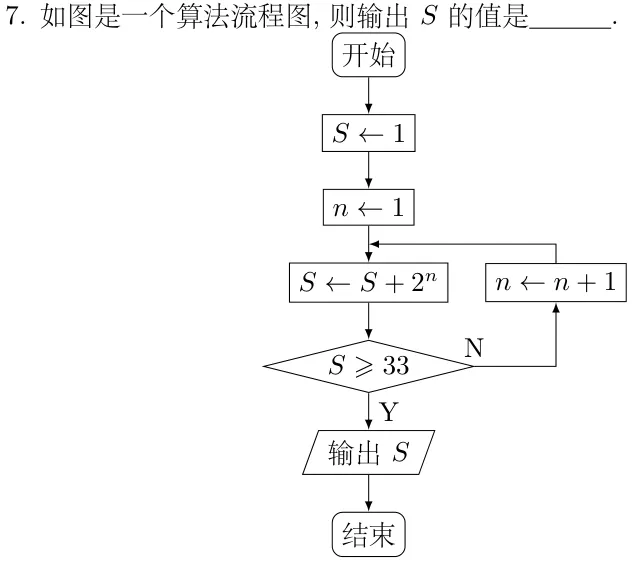 7. 如图是一个算法流程图, 则输出 S 的值是______.
开始
S ← 1
n ← 1
S ← S + 2ⁿ
n ← n + 1
S ⩾ 33
N
Y
输出 S
结束